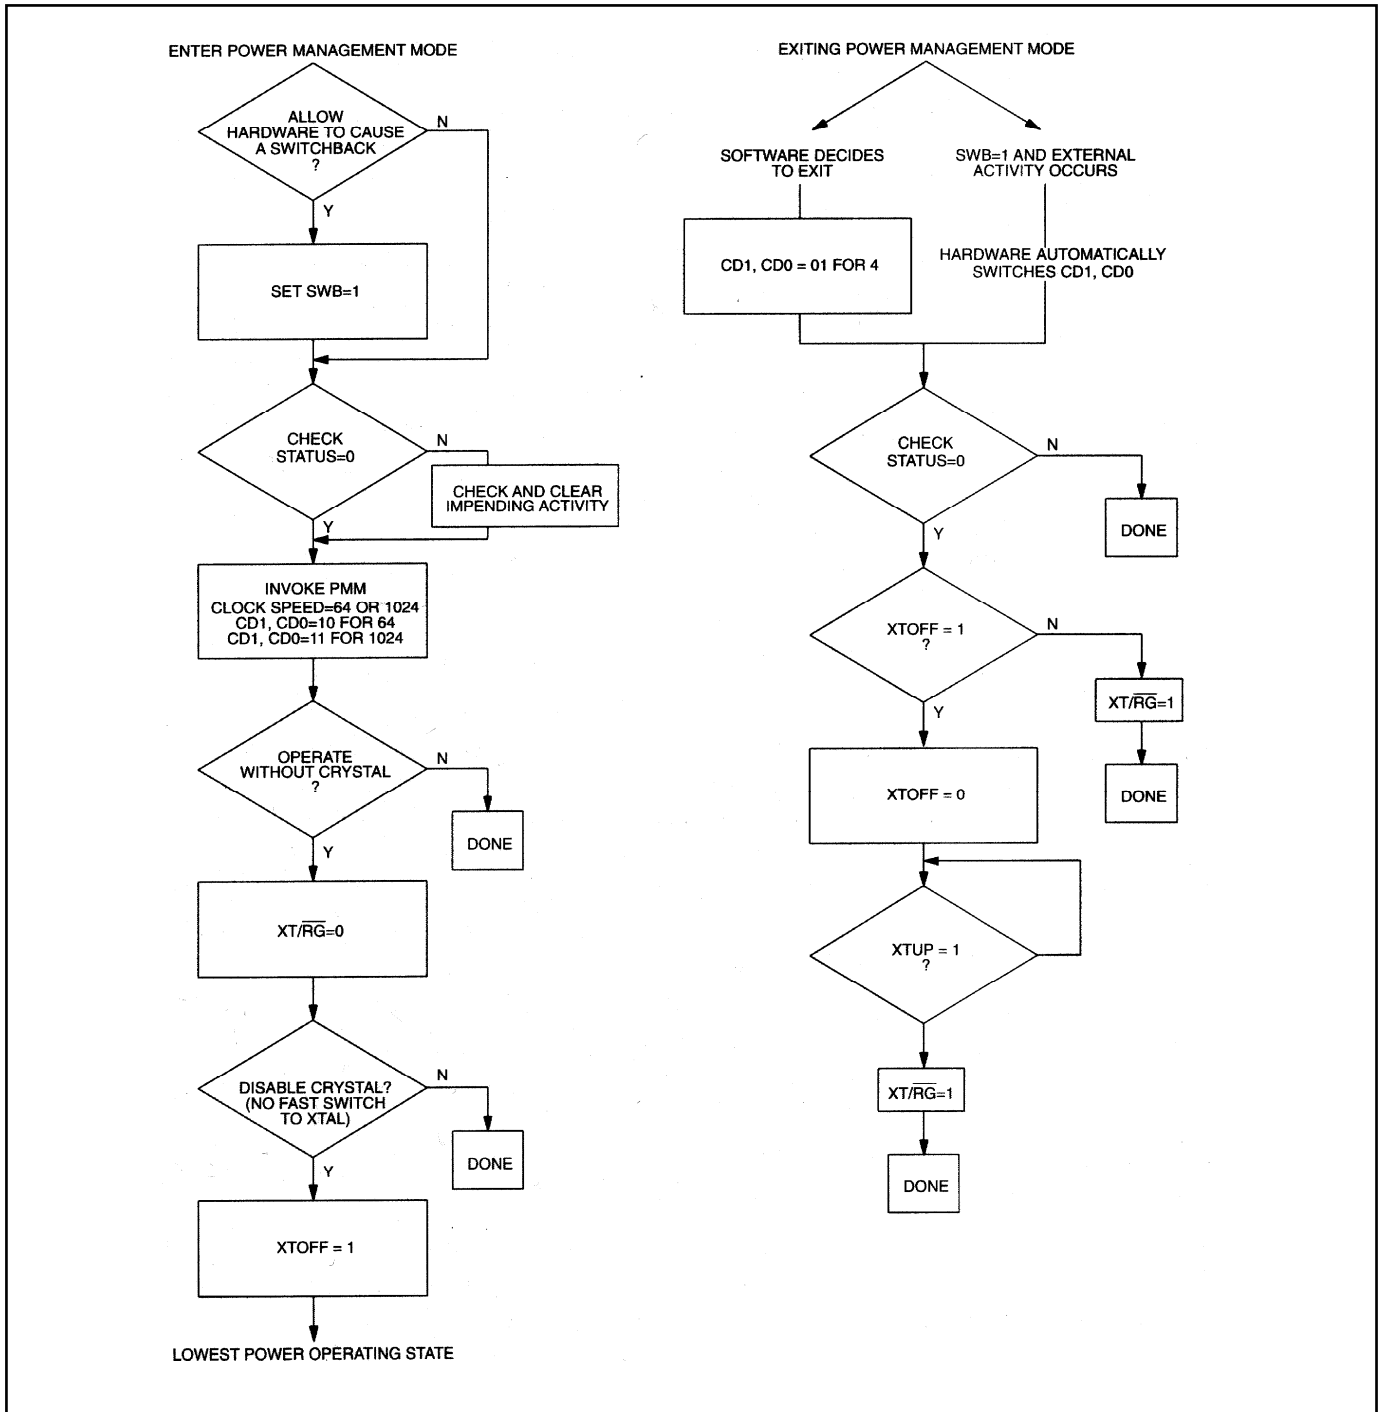 ENTER POWER MANAGEMENT MODE
ALLOW
HARDWARE TO CAUSE
A SWITCHBACK
?
N
Y
SET SWB=1
CHECK
STATUS=0
N
CHECK AND CLEAR
IMPENDING ACTIVITY
Y
INVOKE PMM
CLOCK SPEED=64 OR 1024
CD1, CD0=10 FOR 64
CD1, CD0=11 FOR 1024
OPERATE
WITHOUT CRYSTAL
?
N
DONE
Y
XT/R̅G̅=0
DISABLE CRYSTAL?
(NO FAST SWITCH
TO XTAL)
N
DONE
Y
XTOFF = 1
LOWEST POWER OPERATING STATE
EXITING POWER MANAGEMENT MODE
SOFTWARE DECIDES
TO EXIT
SWB=1 AND EXTERNAL
ACTIVITY OCCURS
CD1, CD0 = 01 FOR 4
HARDWARE AUTOMATICALLY
SWITCHES CD1, CD0
CHECK
STATUS=0
N
DONE
Y
XTOFF = 1
?
N
XT/R̅G̅=1
DONE
Y
XTOFF = 0
XTUP = 1
?
XT/R̅G̅=1
DONE